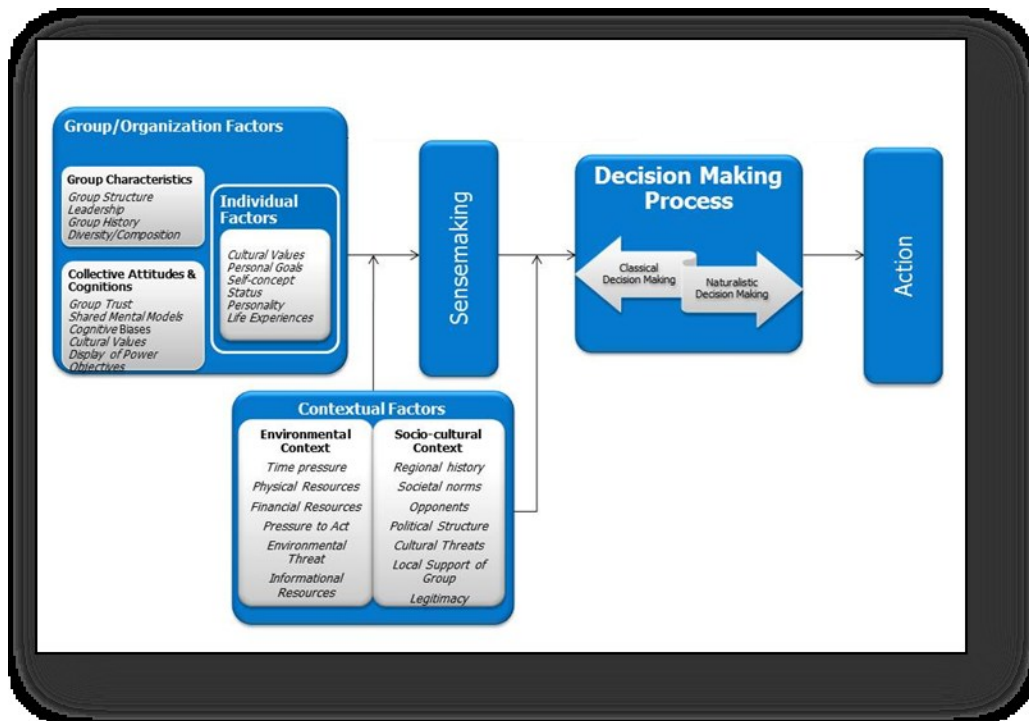 Group/Organization Factors
Group Characteristics
Group Structure
Leadership
Group History
Diversity/Composition
Collective Attitudes &
Cognitions
Group Trust
Shared Mental Models
Cognitive Biases
Cultural Values
Display of Power
Objectives
Individual
Factors
Cultural Values
Personal Goals
Self-concept
Status
Personality
Life Experiences
Contextual Factors
Environmental
Context
Time pressure
Physical Resources
Financial Resources
Pressure to Act
Environmental
Threat
Informational
Resources
Socio-cultural
Context
Regional history
Societal norms
Opponents
Political Structure
Cultural Threats
Local Support of
Group
Legitimacy
Sensemaking
Decision Making
Process
Classical
Decision Making
Naturalistic
Decision Making
Action